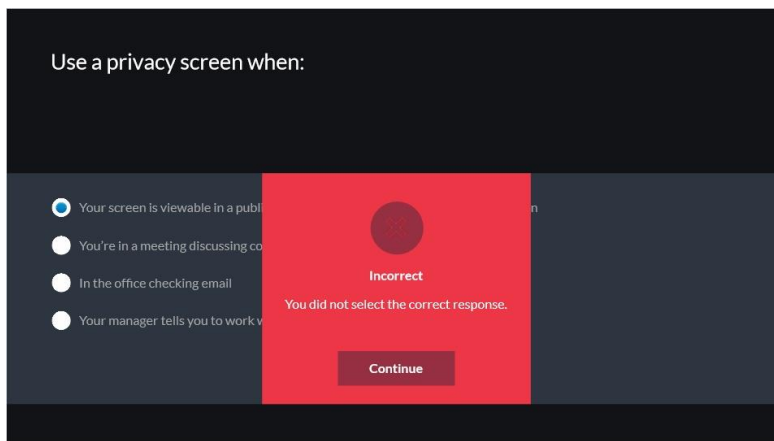 Use a privacy screen when:
Your screen is viewable in a publi n
You're in a meeting discussing co
In the office checking email
Your manager tells you to work
Incorrect
You did not select the correct response.
Continue